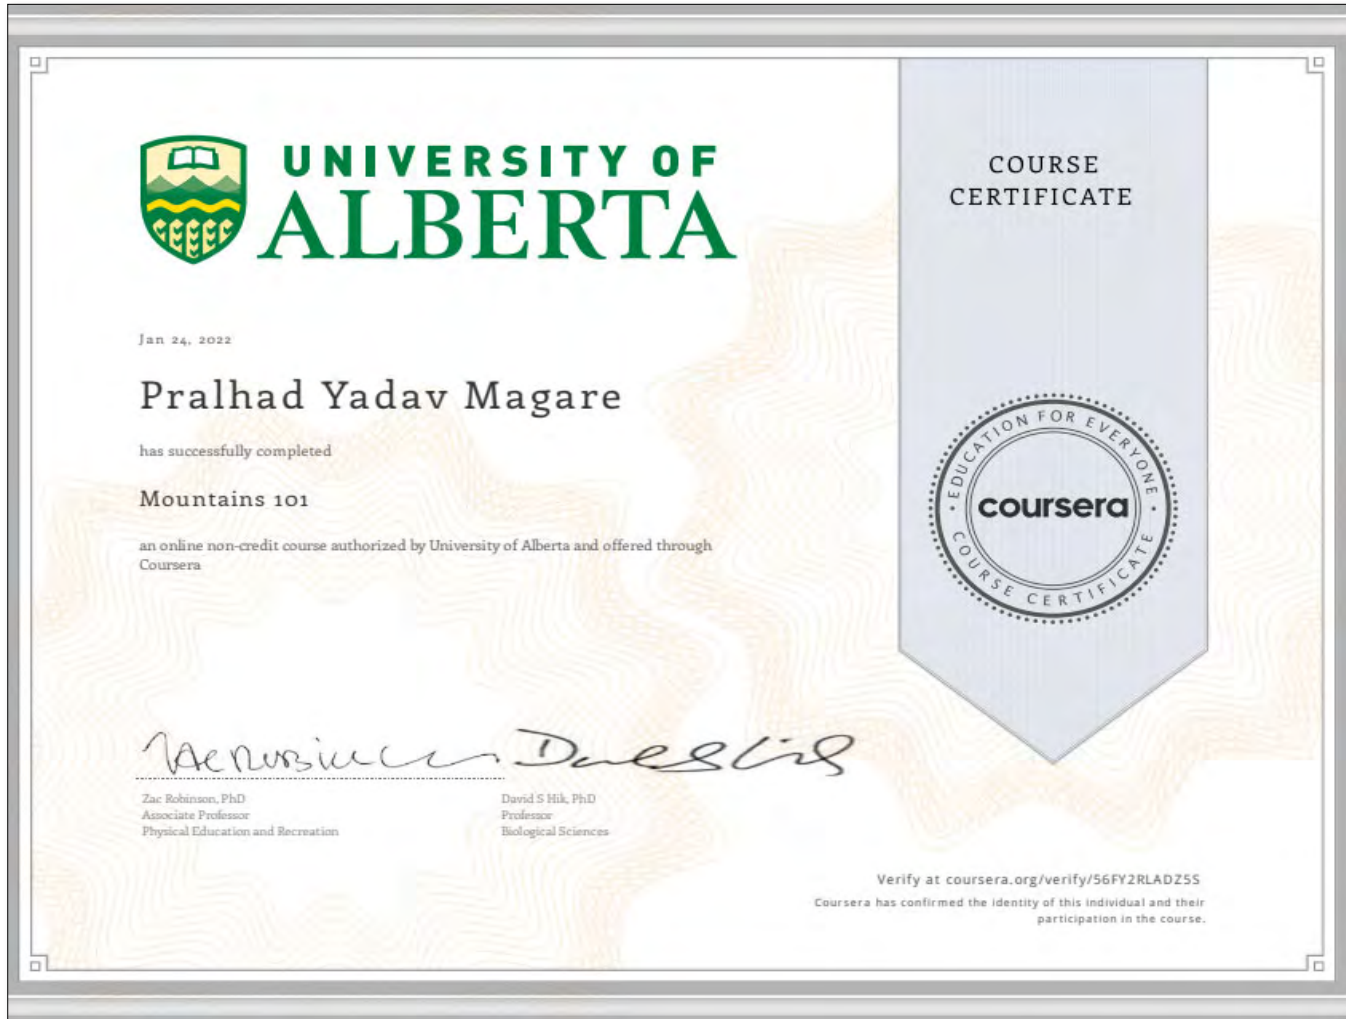 UNIVERSITY OF
ALBERTA
COURSE
CERTIFICATE
Jan 24, 2022
Pralhad Yadav Magare
has successfully completed
Mountains 101
an online non-credit course authorized by University of Alberta and offered through
Coursera
EDUCATION FOR EVERYONE
coursera
COURSE CERTIFICATE
Zac Robinson, PhD
Associate Professor
Physical Education and Recreation
David S Hik, PhD
Professor
Biological Sciences
Verify at coursera.org/verify/56FY2RLADZ5S
Coursera has confirmed the identity of this individual and their
participation in the course.